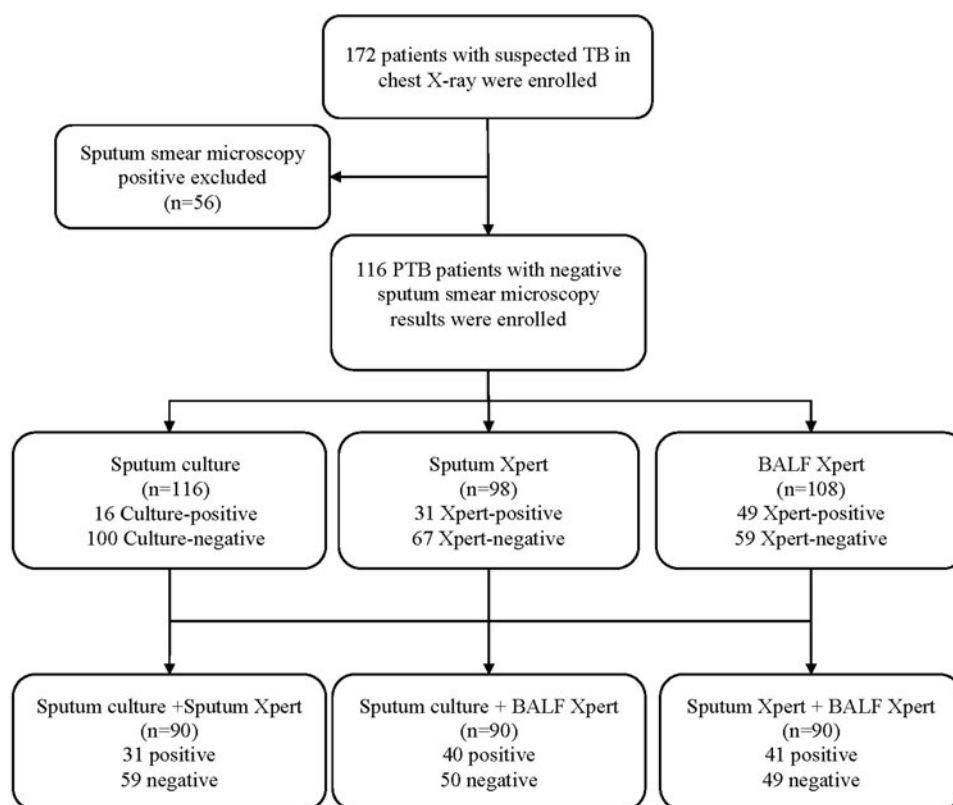 172 patients with suspected TB in
chest X-ray were enrolled
Sputum smear microscopy
positive excluded
(n=56)
116 PTB patients with negative
sputum smear microscopy
results were enrolled
Sputum culture
(n=116)
16 Culture-positive
100 Culture-negative
Sputum Xpert
(n=98)
31 Xpert-positive
67 Xpert-negative
BALF Xpert
(n=108)
49 Xpert-positive
59 Xpert-negative
Sputum culture +Sputum Xpert
(n=90)
31 positive
59 negative
Sputum culture + BALF Xpert
(n=90)
40 positive
50 negative
Sputum Xpert + BALF Xpert
(n=90)
41 positive
49 negative